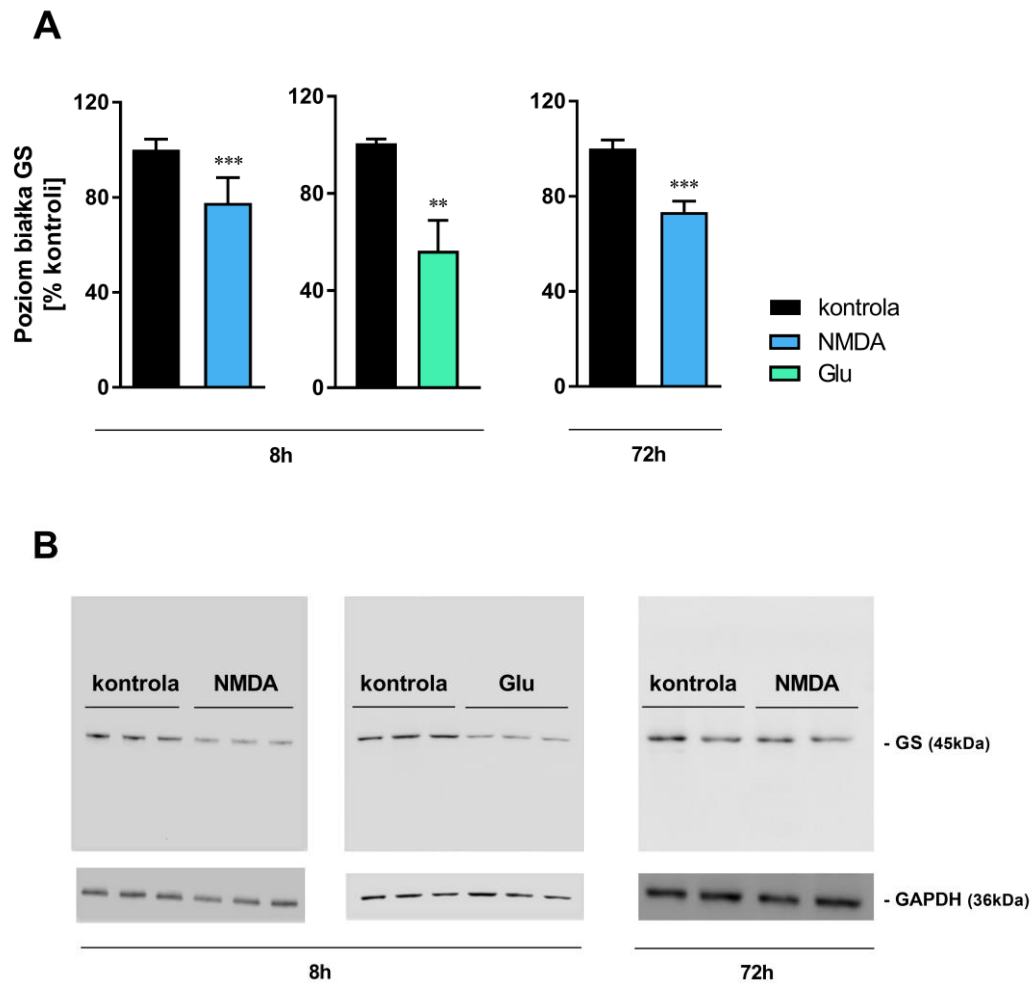 A
Poziom białka GS
[% kontroli]
120
80
40
0
***
120
80
40
0
**
120
80
40
0
***
kontrola
NMDA
Glu
8h
72h
B
kontrola NMDA
kontrola Glu
kontrola NMDA
- GS (45kDa)
- GAPDH (36kDa)
8h
72h